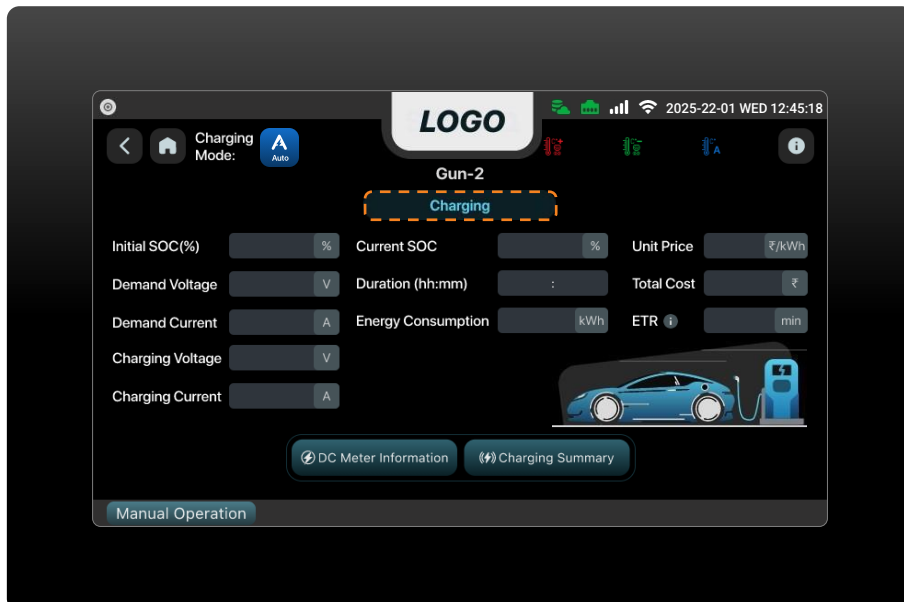 LOGO
2025-22-01 WED 12:45:18
Charging
Mode:
Auto
A
Gun-2
Charging
Initial SOC(%) % Current SOC % Unit Price ₹/kWh
Demand Voltage V Duration (hh:mm) : Total Cost ₹
Demand Current A Energy Consumption kWh ETR i min
Charging Voltage V
Charging Current A
DC Meter Information Charging Summary
Manual Operation